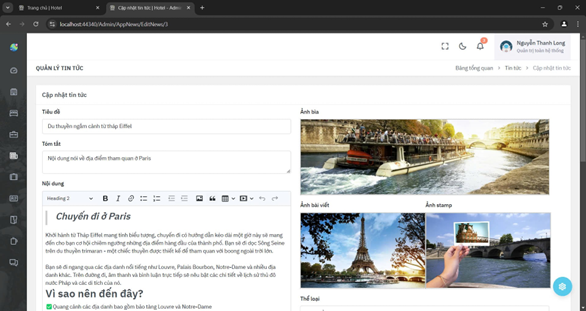 Trang chủ | Hotel
Cập nhật tin tức | Hotel - Admi
localhost:44340/Admin/AppNews/EditNews/3
Nguyễn Thanh Long
Quản trị toàn hệ thống
QUẢN LÝ TIN TỨC
Bảng tổng quan > Tin tức > Cập nhật tin tức
Cập nhật tin tức
Tiêu đề
Du thuyền ngắm cảnh từ tháp Eiffel
Tóm tắt
Nội dung nói về địa điểm tham quan ở Paris
Nội dung
Heading 2
Chuyến đi ở Paris
Khởi hành từ Tháp Eiffel mang tính biểu tượng, chuyến đi có hướng dẫn kéo dài một giờ này sẽ mang
đến cho bạn cơ hội chiêm ngưỡng những địa điểm hàng đầu của thành phố. Bạn sẽ đi dọc Sông Seine
trên du thuyền trimaran - một chiếc thuyền được thiết kế để tham quan với boong ngoài trời lớn.
Bạn sẽ đi ngang qua các địa danh nổi tiếng như Louvre, Palais Bourbon, Notre-Dame và nhiều địa
danh khác. Trên đường đi, âm thanh và bình luận trực tiếp sẽ nêu bật các chi tiết về lịch sử thủ đô
nước Pháp và các di tích của nó.
Vì sao nên đến đây?
✅Quang cảnh các địa danh bao gồm bảo tàng Louvre và Notre-Dame
Ảnh bìa
Ảnh bài viết
Ảnh stamp
Thể loại